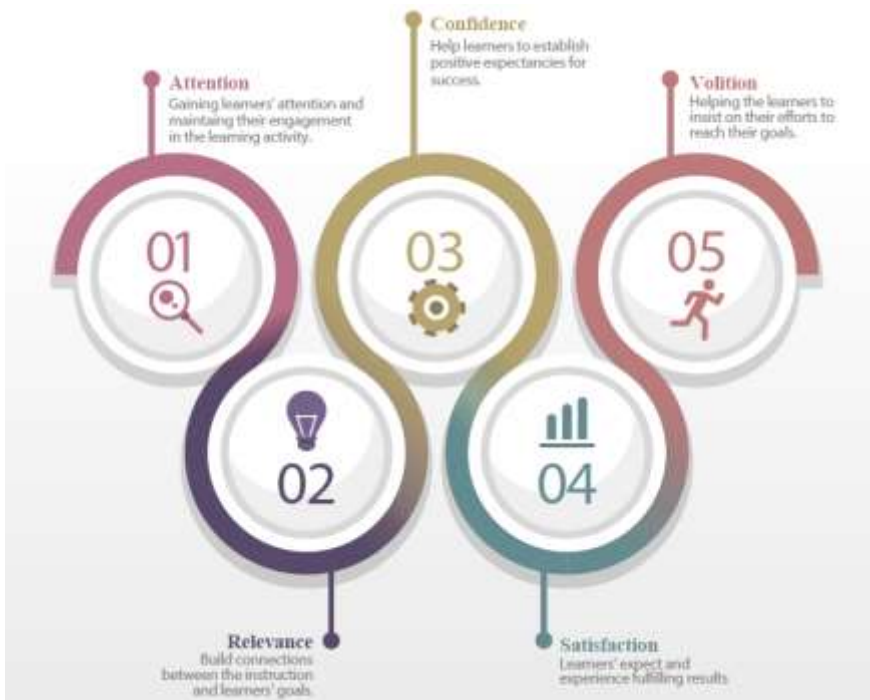 Confidence
Help learners to establish
positive expectancies for
success.
Attention
Gaining learners' attention and
maintaing their engagement
in the learning activity.
Volition
Helping the learners to
insist on their efforts to
reach their goals.
01
03
05
02
04
Relevance
Build connections
between the instruction
and learners' goals.
Satisfaction
Learners' expect and
experience fulfilling results